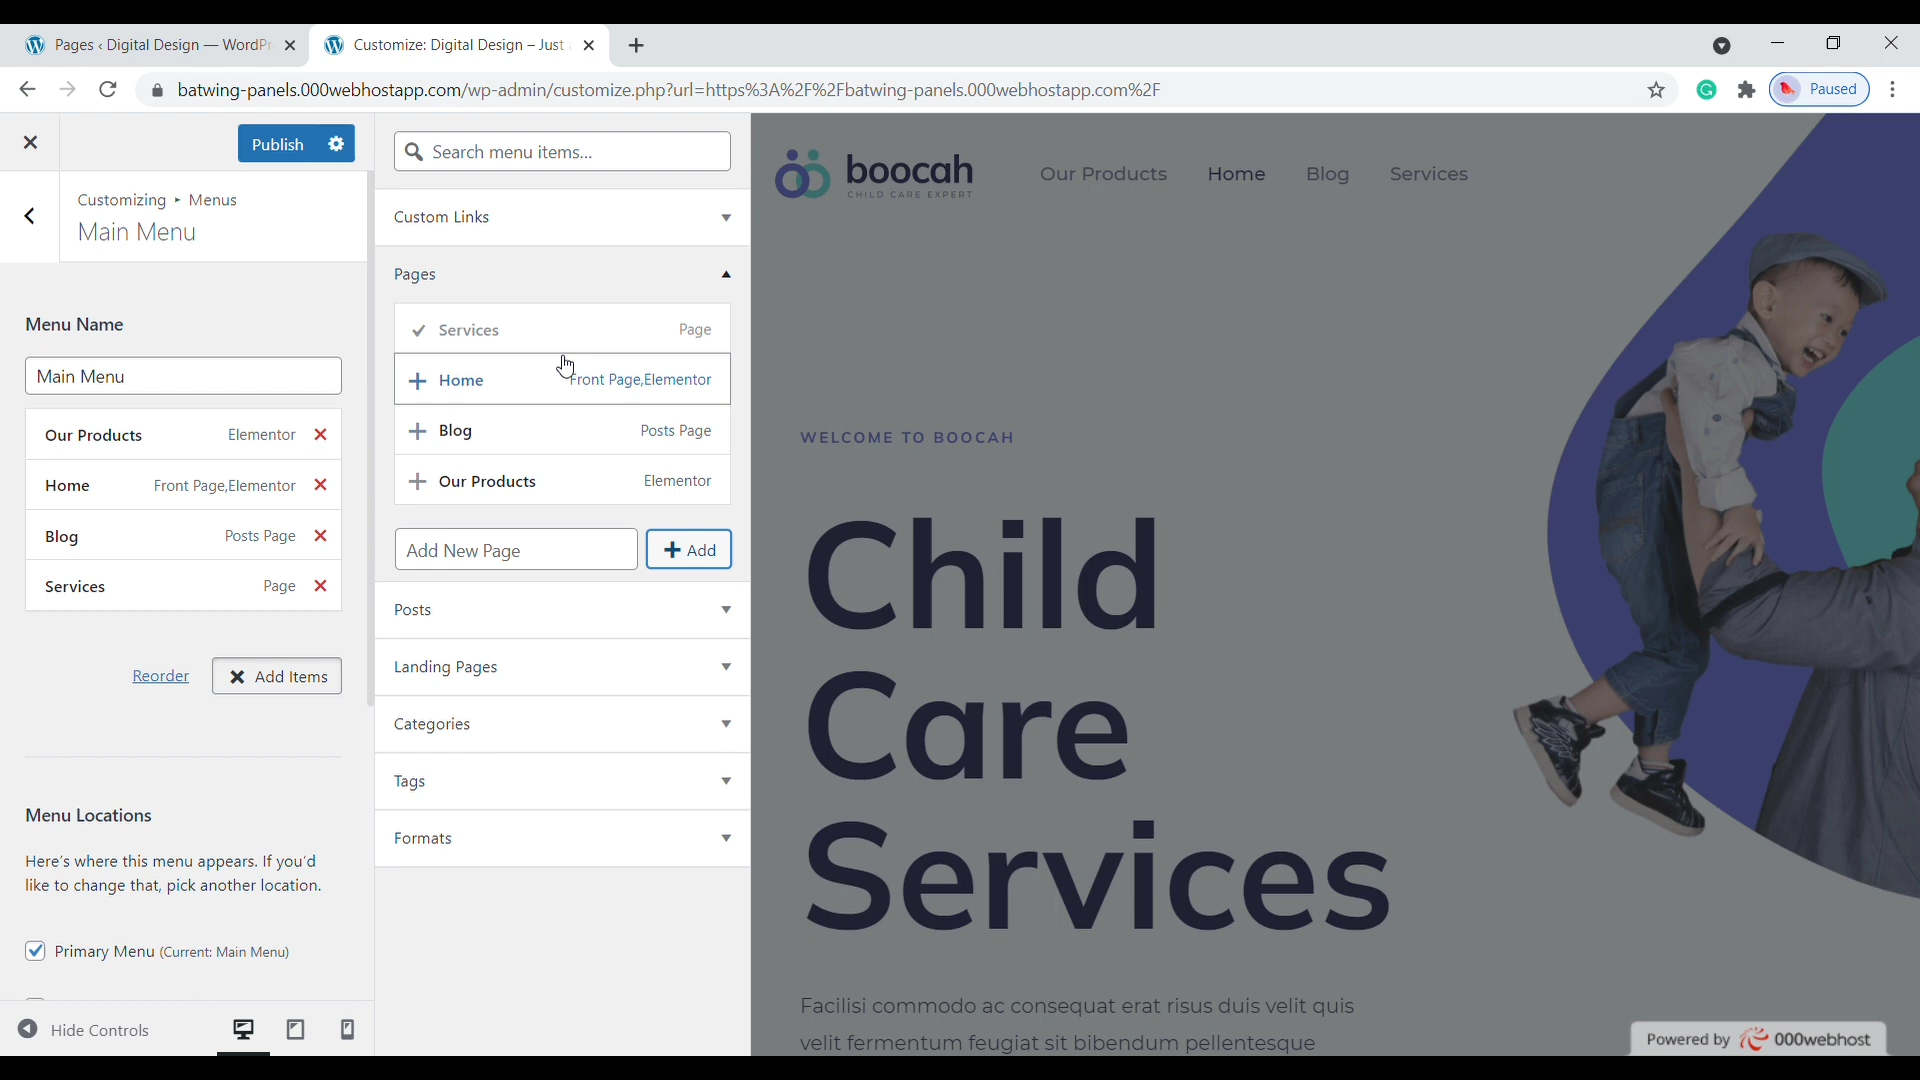 Pages ‹ Digital Design — WordPr
Customize: Digital Design – Just
batwing-panels.000webhostapp.com/wp-admin/customize.php?url=https%3A%2F%2Fbatwing-panels.000webhostapp.com%2F
Paused
Publish
Customizing ▸ Menus
Main Menu
Menu Name
Main Menu
Our Products Elementor
Home Front Page,Elementor
Blog Posts Page
Services Page
Reorder Add Items
Menu Locations
Here's where this menu appears. If you'd
like to change that, pick another location.
Primary Menu (Current: Main Menu)
Hide Controls
Search menu items...
Custom Links
Pages
Services Page
Home Front Page,Elementor
Blog Posts Page
Our Products Elementor
Add New Page Add
Posts
Landing Pages
Categories
Tags
Formats
boocah
CHILD CARE EXPERT
Our Products Home Blog Services
WELCOME TO BOOCAH
Child
Care
Services
Facilisi commodo ac consequat erat risus duis velit quis
velit fermentum feugiat sit bibendum pellentesque
Powered by 000webhost